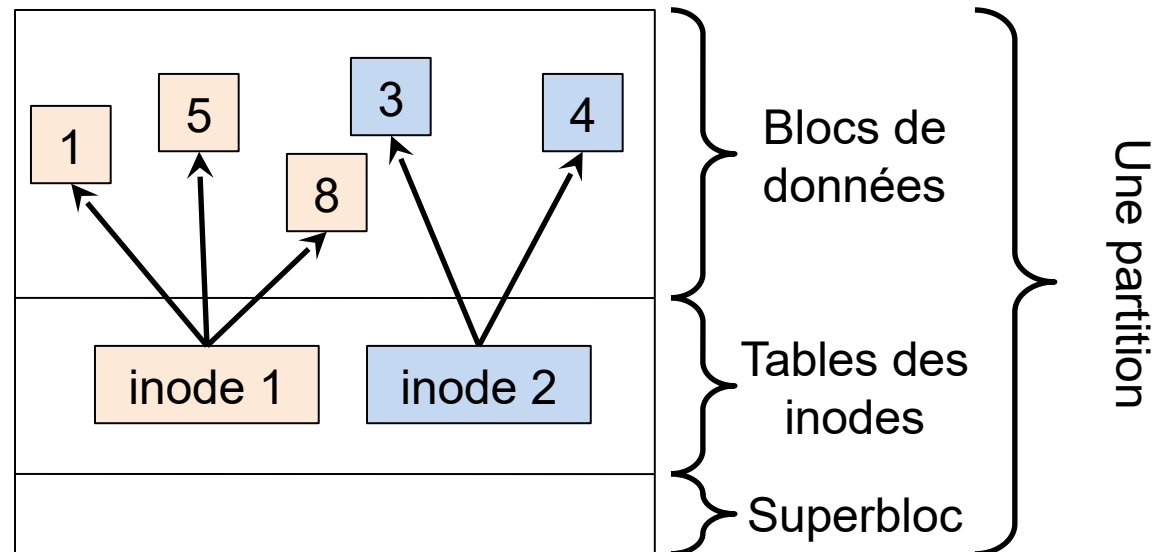 1
5
3
4
8
Blocs de
données
inode 1
inode 2
Tables des
inodes
Superbloc
Une partition